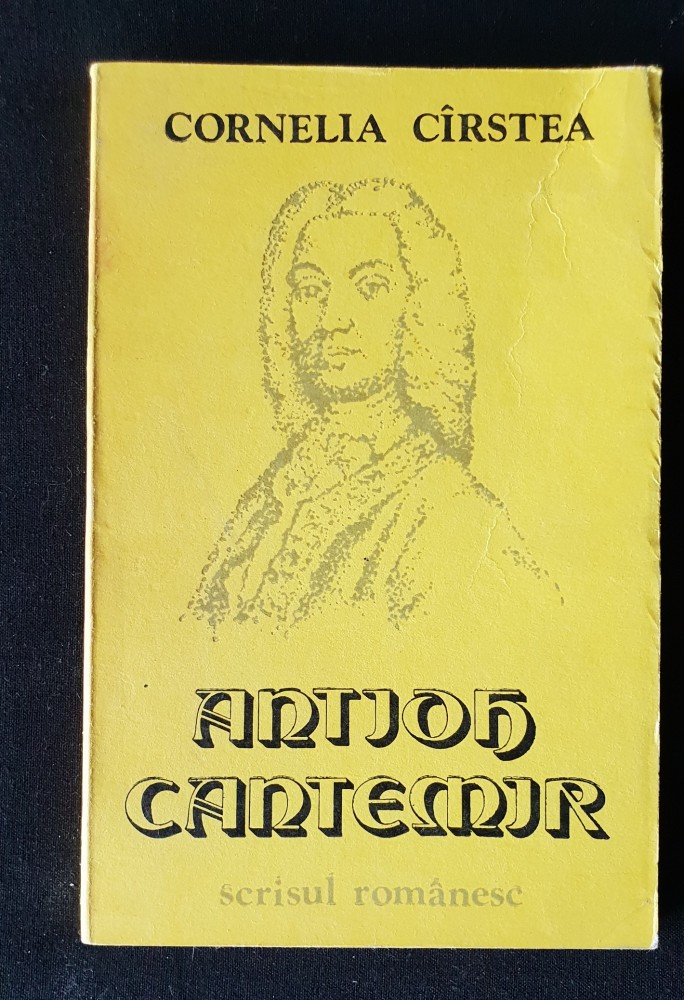 CORNELIA CÎRSTEA
ANTIOH
CANTEMIR
scrisul românesc